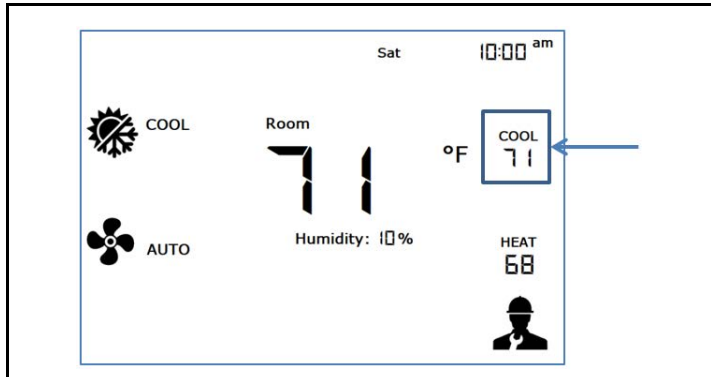 Sat 10:00 am
COOL
Room
71 °F
COOL
71
AUTO
Humidity: 10%
HEAT
68